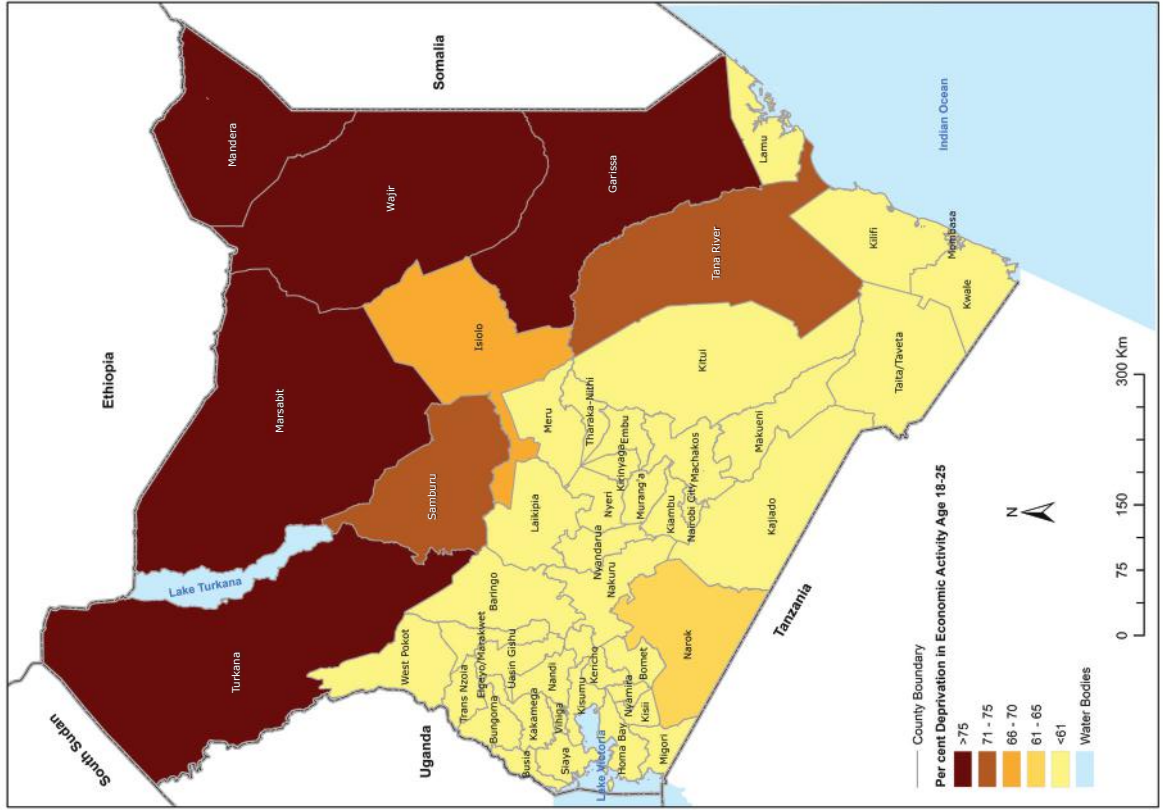 South Sudan
Ethiopia
Somalia
Uganda
Tanzania
Indian Ocean
Lake Turkana
Lake Victoria
Mandera
Wajir
Garissa
Marsabit
Turkana
Samburu
Isiolo
Tana River
Lamu
Kilifi
Mombasa
Kwale
Taita/Taveta
Kitui
Meru
Tharaka-Nithi
Embu
Kirinyaga
Murang'a
Nyeri
Laikipia
Kiambu
Nairobi City
Machakos
Makueni
Kajiado
Nyandarua
Nakuru
Baringo
West Pokot
Trans Nzoia
Elgeyo/Marakwet
Uasin Gishu
Bungoma
Kakamega
Nandi
Vihiga
Busia
Siaya
Kisumu
Kericho
Nyamira
Bomet
Kisii
Homa Bay
Migori
Narok
County Boundary
Per cent Deprivation in Economic Activity Age 18-25
>75
71 - 75
66 - 70
61 - 65
<61
Water Bodies
N
0 75 150 300 Km